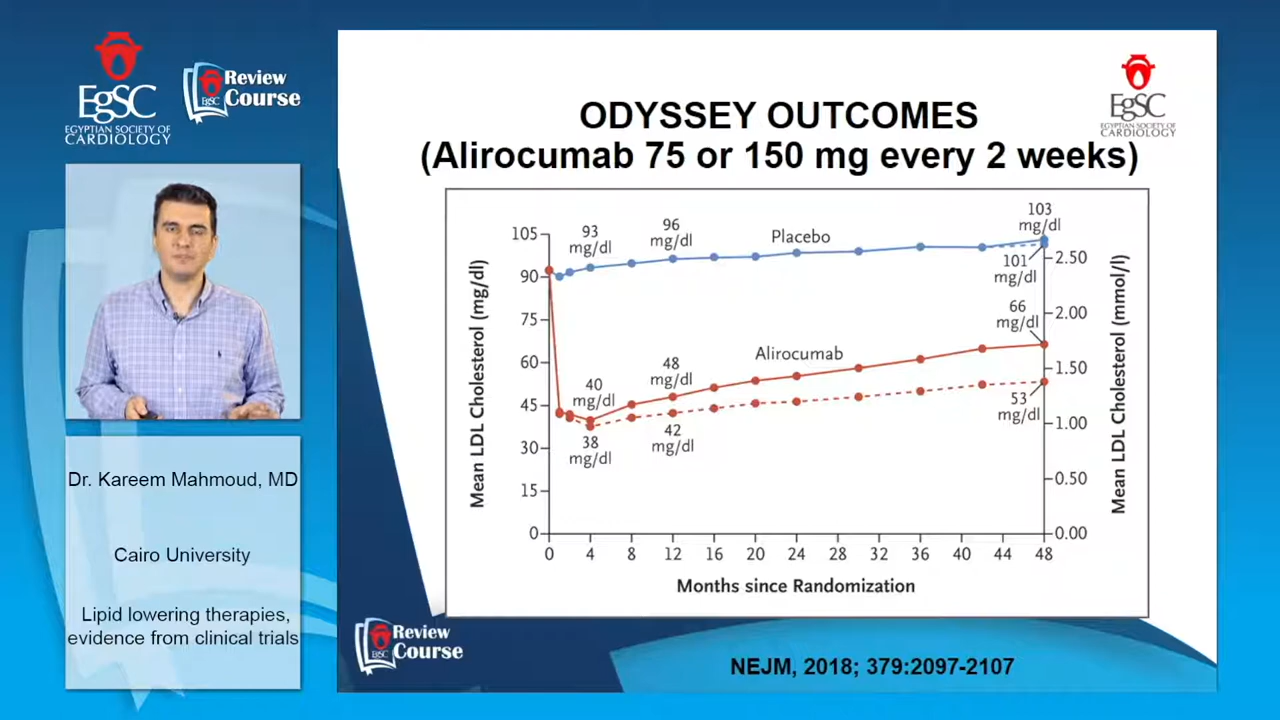 EgSC
EGYPTIAN SOCIETY OF
CARDIOLOGY
EgSC
Review
Course
Dr. Kareem Mahmoud, MD
Cairo University
Lipid lowering therapies,
evidence from clinical trials
EgSC
EGYPTIAN SOCIETY OF
CARDIOLOGY
ODYSSEY OUTCOMES
(Alirocumab 75 or 150 mg every 2 weeks)
Mean LDL Cholesterol (mg/dl)
105
90
75
60
45
30
15
0
93
mg/dl
96
mg/dl
Placebo
103
mg/dl
101
mg/dl
66
mg/dl
Alirocumab
40
mg/dl
48
mg/dl
38
mg/dl
42
mg/dl
53
mg/dl
2.50
2.00
1.50
1.00
0.50
0.00
Mean LDL Cholesterol (mmol/l)
0 4 8 12 16 20 24 28 32 36 40 44 48
Months since Randomization
EgSC
Review
Course
NEJM, 2018; 379:2097-2107